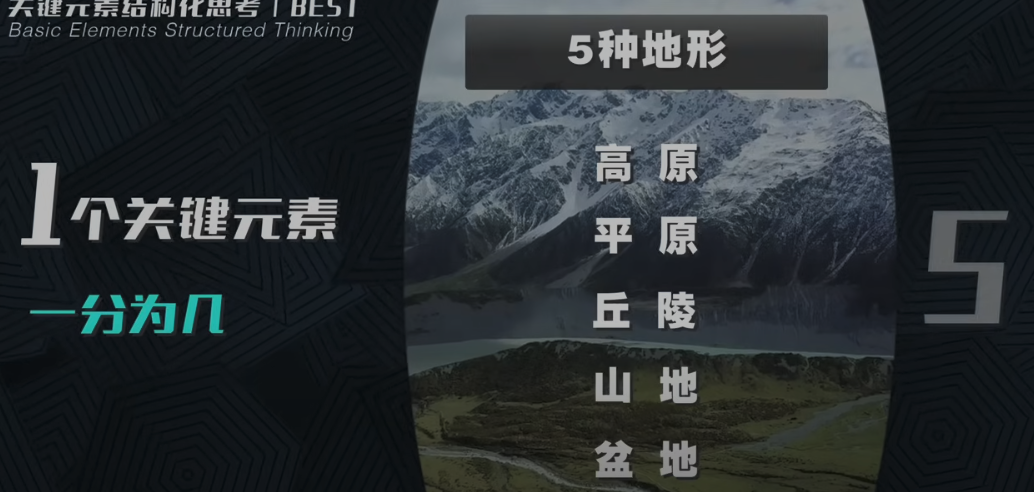 关键元素结构化思考 | BEST
Basic Elements Structured Thinking
5种地形
1个关键元素
一分为几
高原
平原
丘陵
山地
盆地
5